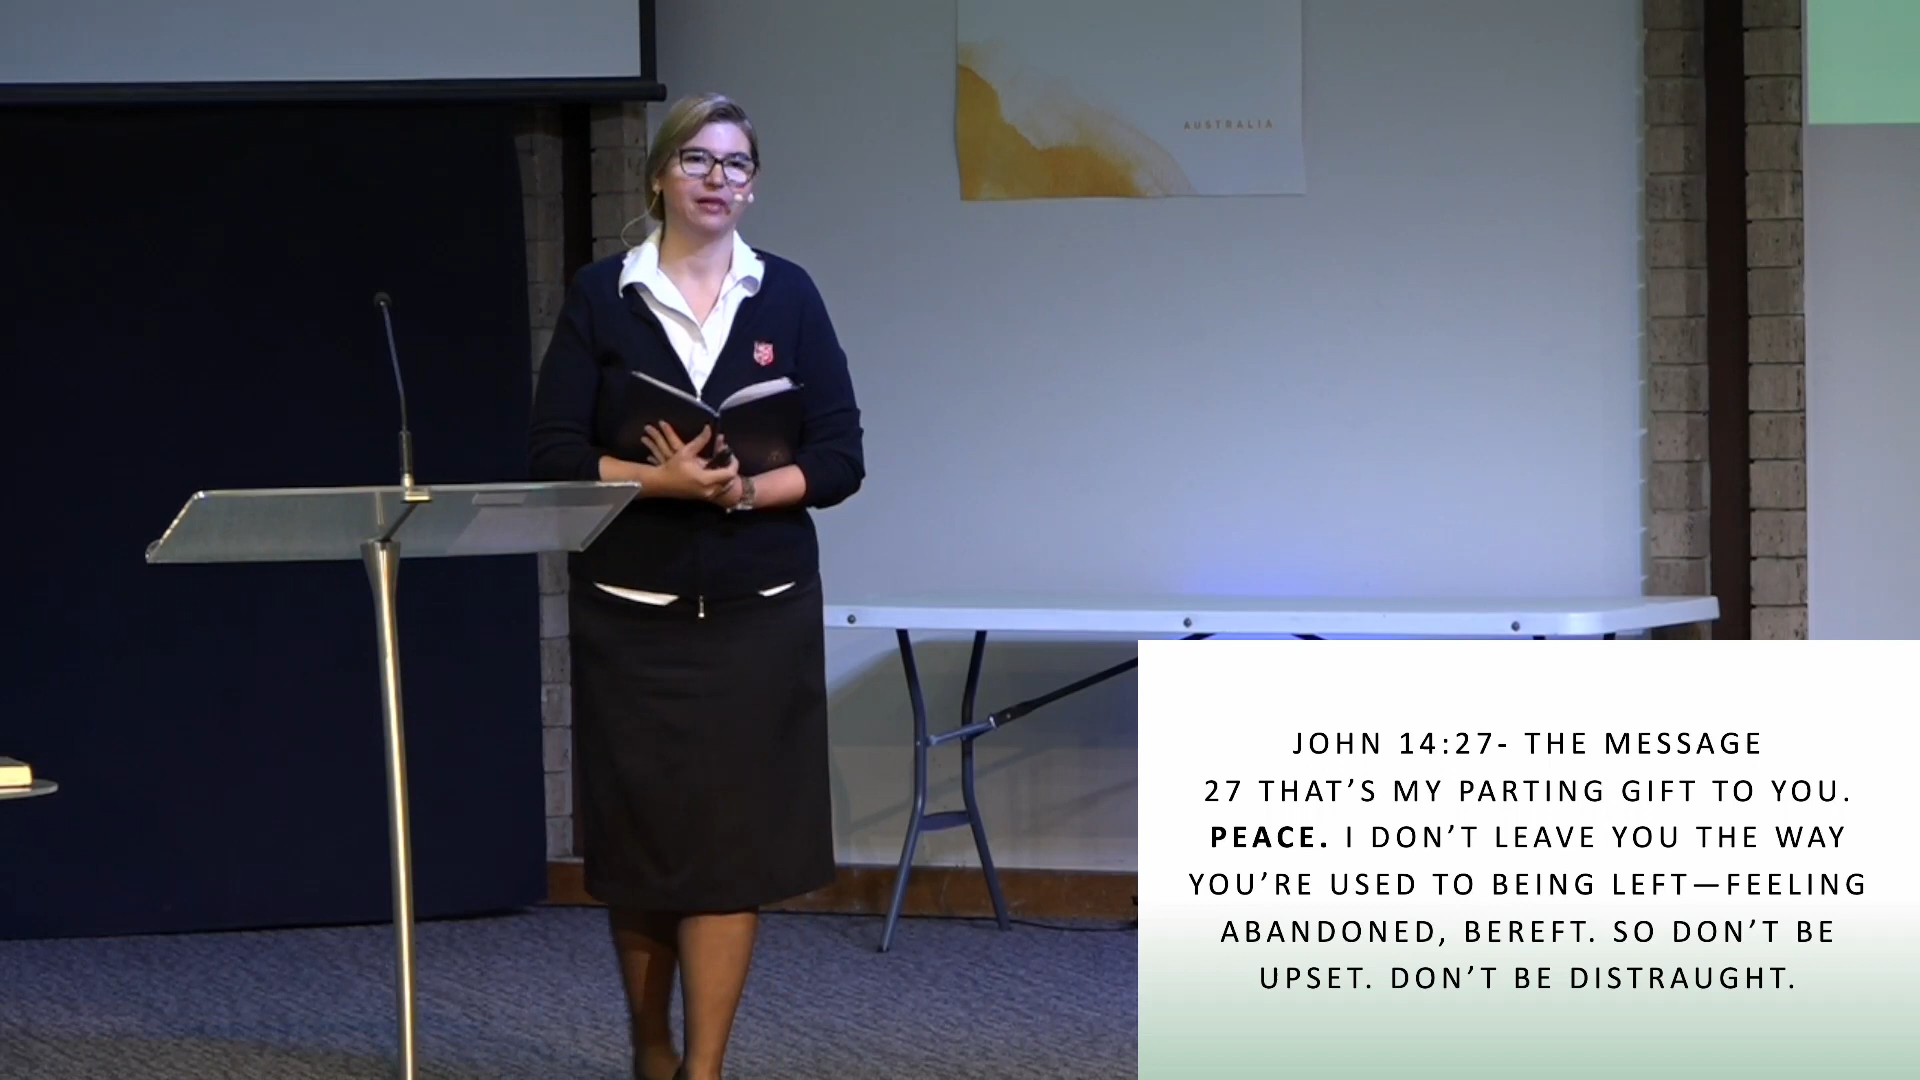 AUSTRALIA
JOHN 14:27- THE MESSAGE
27 THAT’S MY PARTING GIFT TO YOU.
PEACE. I DON’T LEAVE YOU THE WAY
YOU’RE USED TO BEING LEFT—FEELING
ABANDONED, BEREFT. SO DON’T BE
UPSET. DON’T BE DISTRAUGHT.